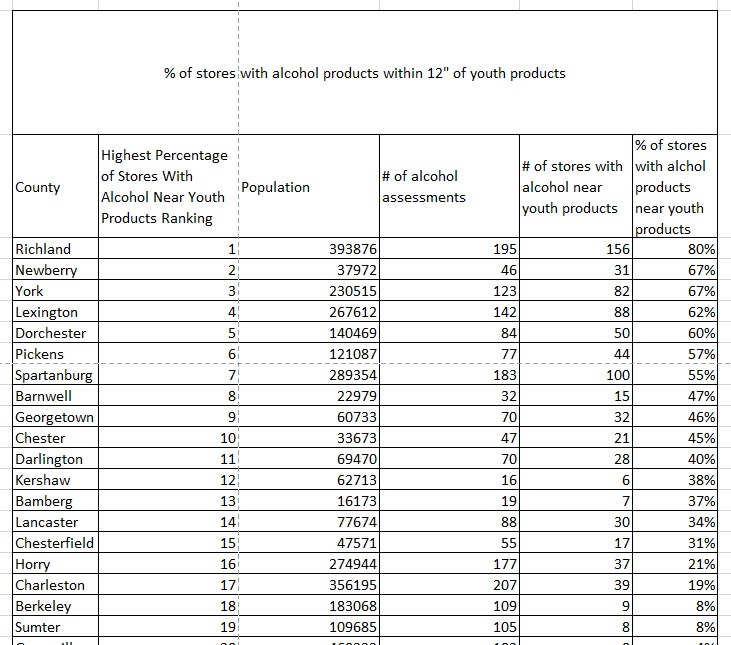 % of stores with alcohol products within 12" of youth products
County Highest Percentage of Stores With Alcohol Near Youth Products Ranking Population # of alcohol assessments # of stores with alcohol near youth products % of stores with alchol products near youth products
Richland 1 393876 195 156 80%
Newberry 2 37972 46 31 67%
York 3 230515 123 82 67%
Lexington 4 267612 142 88 62%
Dorchester 5 140469 84 50 60%
Pickens 6 121087 77 44 57%
Spartanburg 7 289354 183 100 55%
Barnwell 8 22979 32 15 47%
Georgetown 9 60733 70 32 46%
Chester 10 33673 47 21 45%
Darlington 11 69470 70 28 40%
Kershaw 12 62713 16 6 38%
Bamberg 13 16173 19 7 37%
Lancaster 14 77674 88 30 34%
Chesterfield 15 47571 55 17 31%
Horry 16 274944 177 37 21%
Charleston 17 356195 207 39 19%
Berkeley 18 183068 109 9 8%
Sumter 19 109685 105 8 8%